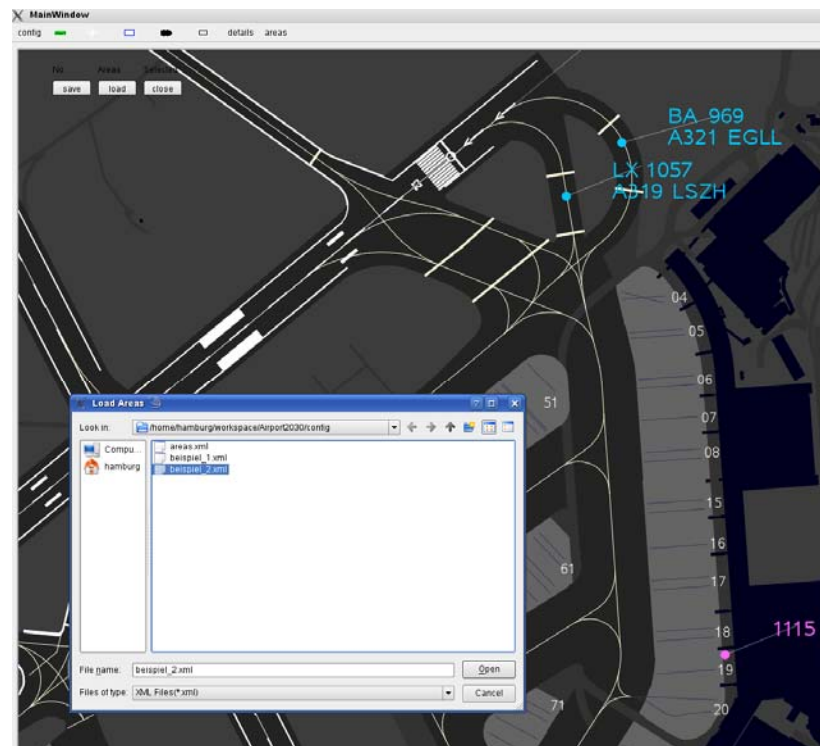 MainWindow
config details areas
No Areas Selected
save load close
BA 969
A321 EGLL
LX 1057
A319 LSZH
04
05
06
07
08
15
16
17
18
1115
19
20
51
61
71
Load Areas
Look in: /home/hamburg/workspace/Airport2030/config
Compu...
hamburg
areas.xml
beispiel_1.xml
beispiel_2.xml
File name: beispiel_2.xml Open
Files of type: XML Files(*.xml) Cancel